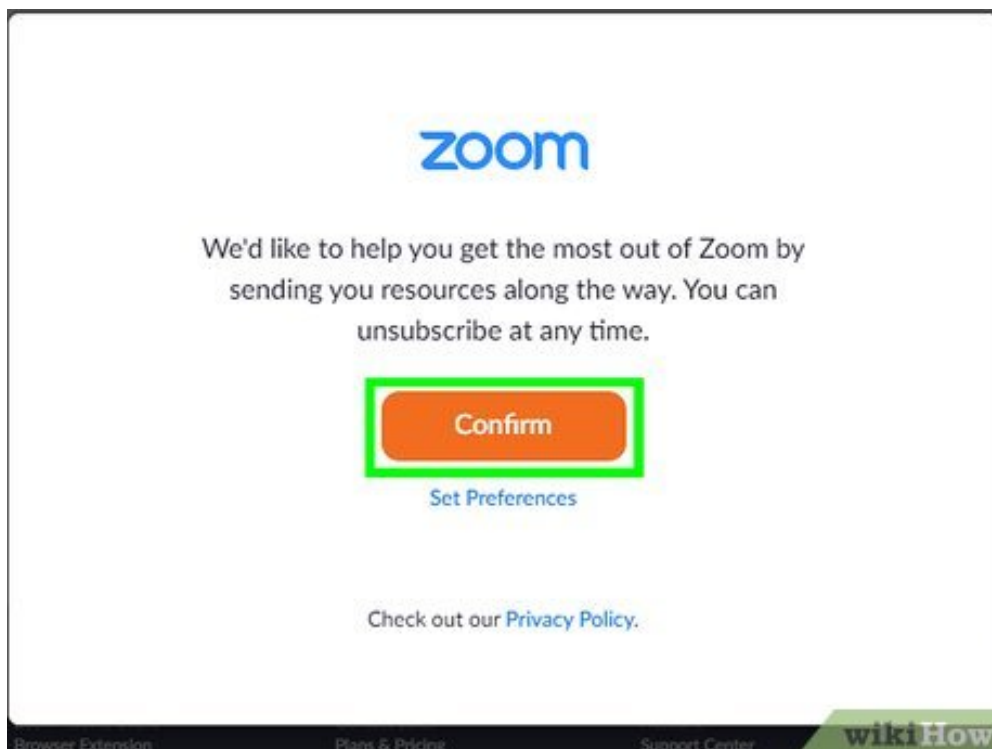 zoom
We'd like to help you get the most out of Zoom by
sending you resources along the way. You can
unsubscribe at any time.
Confirm
Set Preferences
Check out our Privacy Policy.
Browser Extension Plans & Pricing Support Center
wikiHow